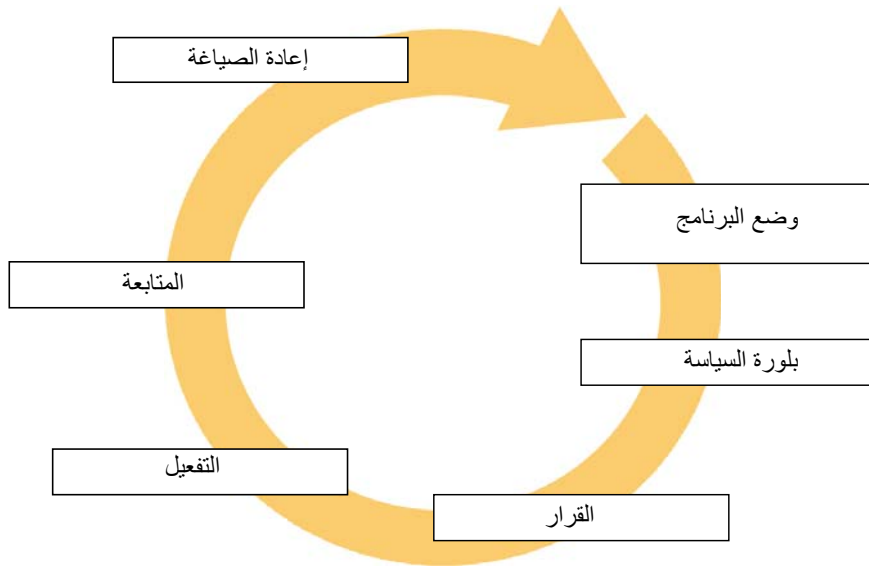 وضع البرنامج
بلورة السياسة
القرار
التفعيل
المتابعة
إعادة الصياغة